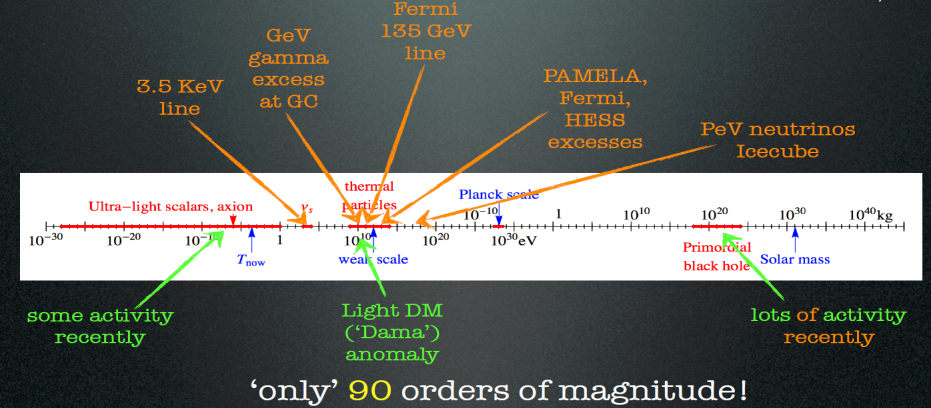 Fermi
135 GeV
line
GeV
gamma
excess
at GC
3.5 KeV
line
PAMELA,
Fermi,
HESS
excesses
PeV neutrinos
Icecube
thermal
particles
Planck scale
Ultra-light scalars, axion
νs
10⁻¹⁰
1
10¹⁰
10²⁰
10³⁰
10⁴⁰kg
10⁻³⁰
10⁻²⁰
10⁻¹⁰
1
10¹⁰
10²⁰
10³⁰eV
Tnow
weak scale
Primordial
black hole
Solar mass
some activity
recently
Light DM
('Dama')
anomaly
lots of activity
recently
'only' 90 orders of magnitude!